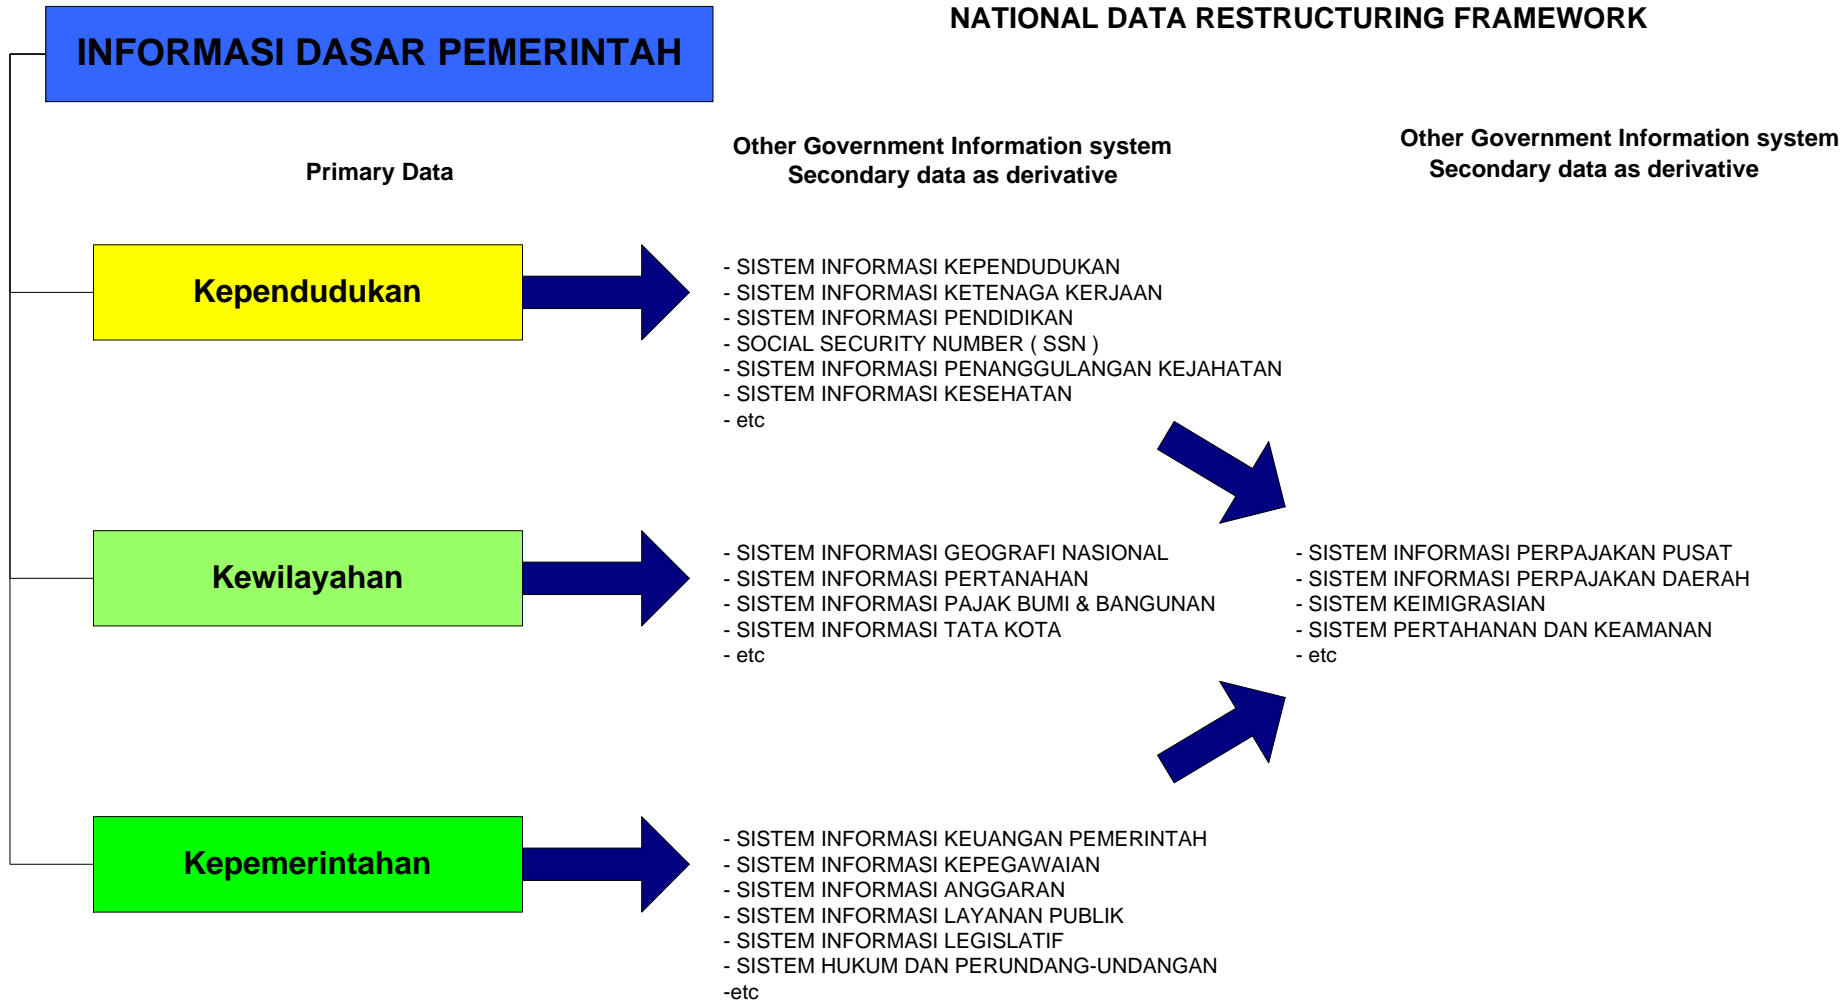 NATIONAL DATA RESTRUCTURING FRAMEWORK
INFORMASI DASAR PEMERINTAH
Primary Data
Other Government Information system
Secondary data as derivative
Other Government Information system
Secondary data as derivative
Kependudukan
- SISTEM INFORMASI KEPENDUDUKAN
- SISTEM INFORMASI KETENAGA KERJAAN
- SISTEM INFORMASI PENDIDIKAN
- SOCIAL SECURITY NUMBER ( SSN )
- SISTEM INFORMASI PENANGGULANGAN KEJAHATAN
- SISTEM INFORMASI KESEHATAN
- etc
Kewilayahan
- SISTEM INFORMASI GEOGRAFI NASIONAL
- SISTEM INFORMASI PERTANAHAN
- SISTEM INFORMASI PAJAK BUMI & BANGUNAN
- SISTEM INFORMASI TATA KOTA
- etc
- SISTEM INFORMASI PERPAJAKAN PUSAT
- SISTEM INFORMASI PERPAJAKAN DAERAH
- SISTEM KEIMIGRASIAN
- SISTEM PERTAHANAN DAN KEAMANAN
- etc
Kepemerintahan
- SISTEM INFORMASI KEUANGAN PEMERINTAH
- SISTEM INFORMASI KEPEGAWAIAN
- SISTEM INFORMASI ANGGARAN
- SISTEM INFORMASI LAYANAN PUBLIK
- SISTEM INFORMASI LEGISLATIF
- SISTEM HUKUM DAN PERUNDANG-UNDANGAN
-etc